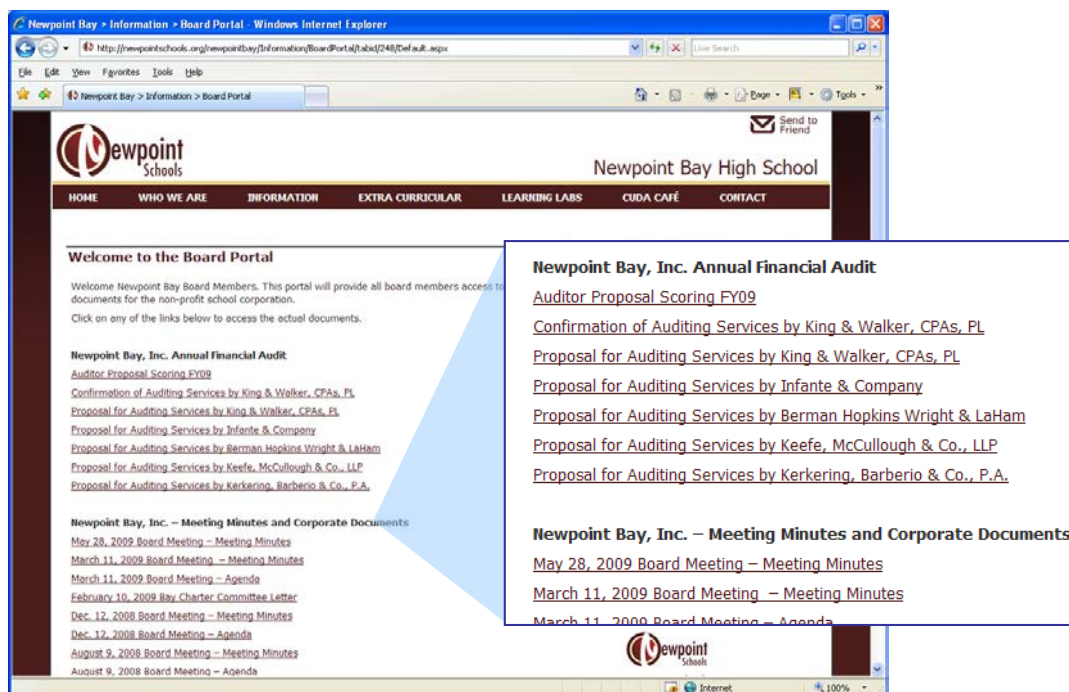 Newpoint Bay > Information > Board Portal - Windows Internet Explorer
http://newpointschools.org/newpointbay/Information/BoardPortal/tabid/248/Default.aspx
Live Search
File Edit View Favorites Tools Help
Newpoint Bay > Information > Board Portal
Page Tools
Send to
Friend
Newpoint
Schools
Newpoint Bay High School
HOME WHO WE ARE INFORMATION EXTRA CURRICULAR LEARNING LABS CUDA CAFÉ CONTACT
Welcome to the Board Portal
Welcome Newpoint Bay Board Members. This portal will provide all board members access to
documents for the non-profit school corporation.
Click on any of the links below to access the actual documents.
Newpoint Bay, Inc. Annual Financial Audit
Auditor Proposal Scoring FY09
Confirmation of Auditing Services by King & Walker, CPAs, PL
Proposal for Auditing Services by King & Walker, CPAs, PL
Proposal for Auditing Services by Infante & Company
Proposal for Auditing Services by Berman Hopkins Wright & LaHam
Proposal for Auditing Services by Keefe, McCullough & Co., LLP
Proposal for Auditing Services by Kerkering, Barberio & Co., P.A.
Newpoint Bay, Inc. – Meeting Minutes and Corporate Documents
May 28, 2009 Board Meeting – Meeting Minutes
March 11, 2009 Board Meeting – Meeting Minutes
March 11, 2009 Board Meeting – Agenda
February 10, 2009 Bay Charter Committee Letter
Dec. 12, 2008 Board Meeting – Meeting Minutes
Dec. 12, 2008 Board Meeting – Agenda
August 9, 2008 Board Meeting – Meeting Minutes
August 9, 2008 Board Meeting – Agenda
Newpoint Bay, Inc. Annual Financial Audit
Auditor Proposal Scoring FY09
Confirmation of Auditing Services by King & Walker, CPAs, PL
Proposal for Auditing Services by King & Walker, CPAs, PL
Proposal for Auditing Services by Infante & Company
Proposal for Auditing Services by Berman Hopkins Wright & LaHam
Proposal for Auditing Services by Keefe, McCullough & Co., LLP
Proposal for Auditing Services by Kerkering, Barberio & Co., P.A.
Newpoint Bay, Inc. – Meeting Minutes and Corporate Documents
May 28, 2009 Board Meeting – Meeting Minutes
March 11, 2009 Board Meeting – Meeting Minutes
March 11, 2009 Board Meeting – Agenda
Newpoint
Schools
Internet 100%